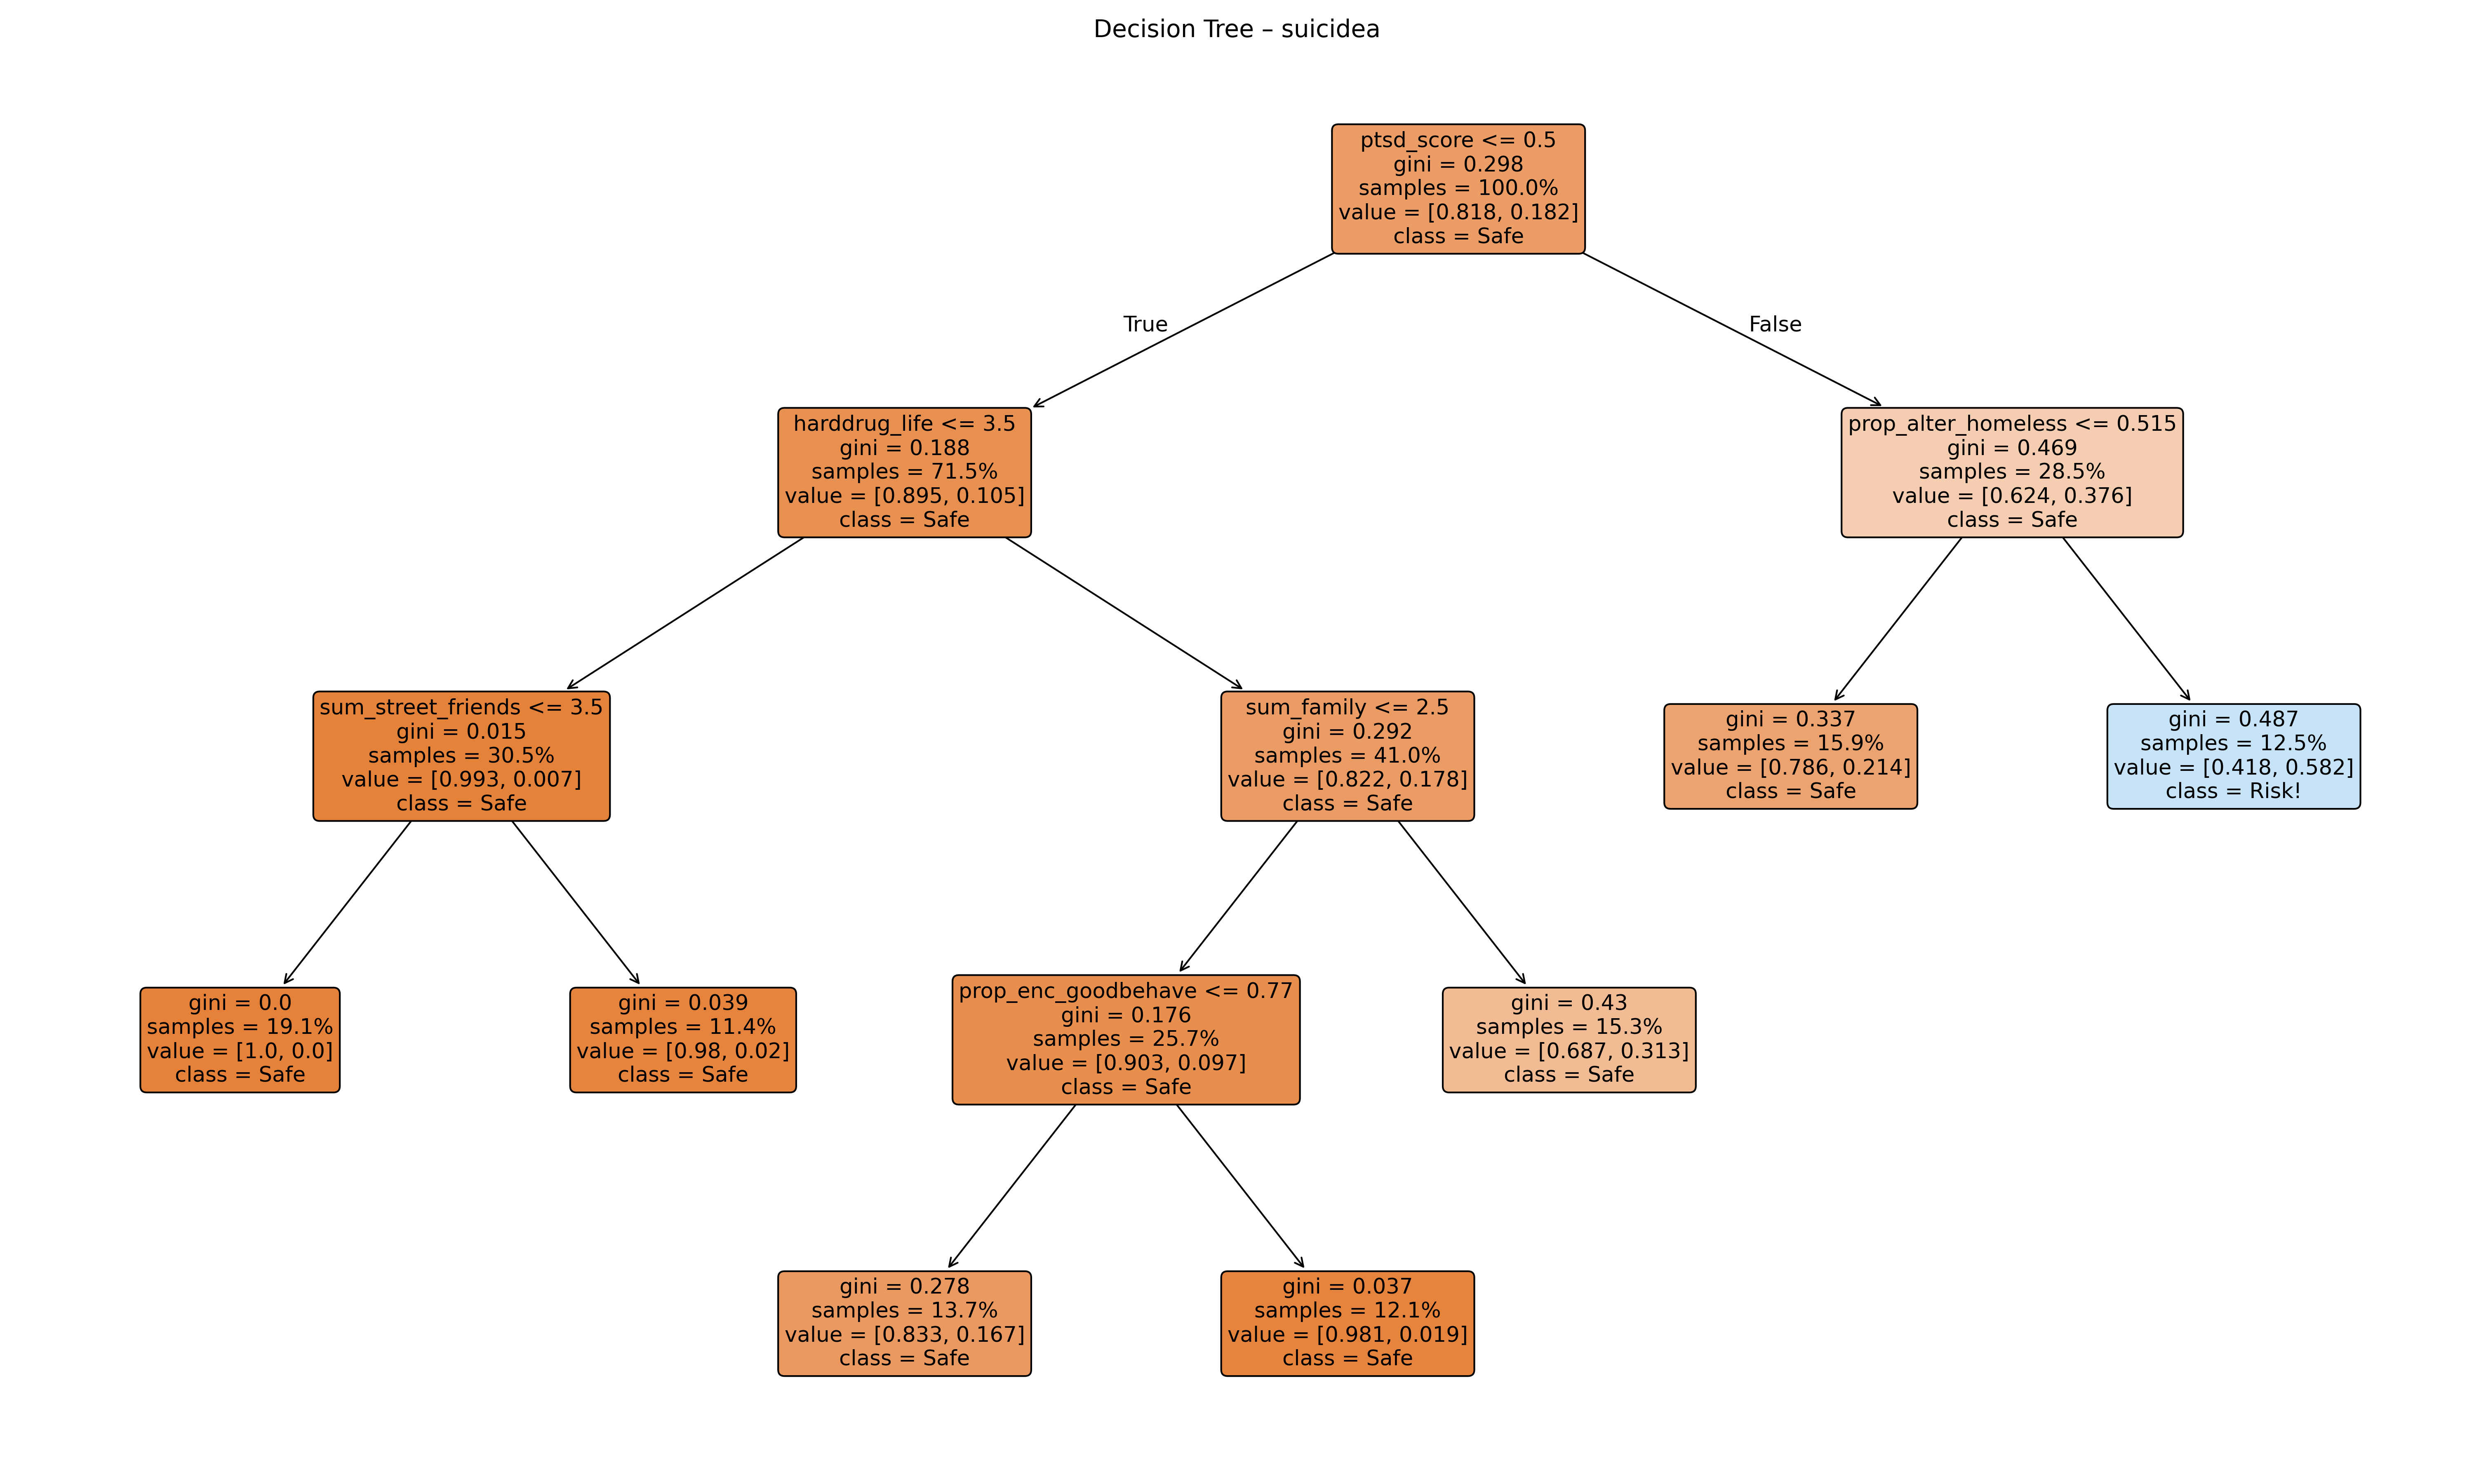 Decision Tree – suicidea
ptsd_score <= 0.5
gini = 0.298
samples = 100.0%
value = [0.818, 0.182]
class = Safe
True
False
harddrug_life <= 3.5
gini = 0.188
samples = 71.5%
value = [0.895, 0.105]
class = Safe
prop_alter_homeless <= 0.515
gini = 0.469
samples = 28.5%
value = [0.624, 0.376]
class = Safe
sum_street_friends <= 3.5
gini = 0.015
samples = 30.5%
value = [0.993, 0.007]
class = Safe
sum_family <= 2.5
gini = 0.292
samples = 41.0%
value = [0.822, 0.178]
class = Safe
gini = 0.337
samples = 15.9%
value = [0.786, 0.214]
class = Safe
gini = 0.487
samples = 12.5%
value = [0.418, 0.582]
class = Risk!
gini = 0.0
samples = 19.1%
value = [1.0, 0.0]
class = Safe
gini = 0.039
samples = 11.4%
value = [0.98, 0.02]
class = Safe
prop_enc_goodbehave <= 0.77
gini = 0.176
samples = 25.7%
value = [0.903, 0.097]
class = Safe
gini = 0.43
samples = 15.3%
value = [0.687, 0.313]
class = Safe
gini = 0.278
samples = 13.7%
value = [0.833, 0.167]
class = Safe
gini = 0.037
samples = 12.1%
value = [0.981, 0.019]
class = Safe